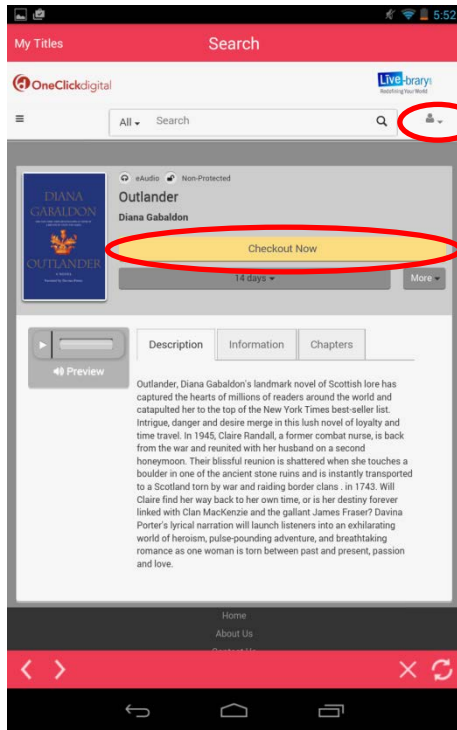 5:52
My Titles
Search
OneClickdigital
Live-brary
Redefining Your World
All
Search
eAudio
Non-Protected
Outlander
Diana Gabaldon
DIANA
GABALDON
OUTLANDER
A NOVEL
Checkout Now
14 days
More
Preview
Description
Information
Chapters
Outlander, Diana Gabaldon's landmark novel of Scottish lore has
captured the hearts of millions of readers around the world and
catapulted her to the top of the New York Times best-seller list.
Intrigue, danger and desire merge in this lush novel of loyalty and
time travel. In 1945, Claire Randall, a former combat nurse, is back
from the war and reunited with her husband on a second
honeymoon. Their blissful reunion is shattered when she touches a
boulder in one of the ancient stone ruins and is instantly transported
to a Scotland torn by war and raiding border clans . in 1743. Will
Claire find her way back to her own time, or is her destiny forever
linked with Clan MacKenzie and the gallant James Fraser? Davina
Porter's lyrical narration will launch listeners into an exhilarating
world of heroism, pulse-pounding adventure, and breathtaking
romance as one woman is torn between past and present, passion
and love.
Home
About Us